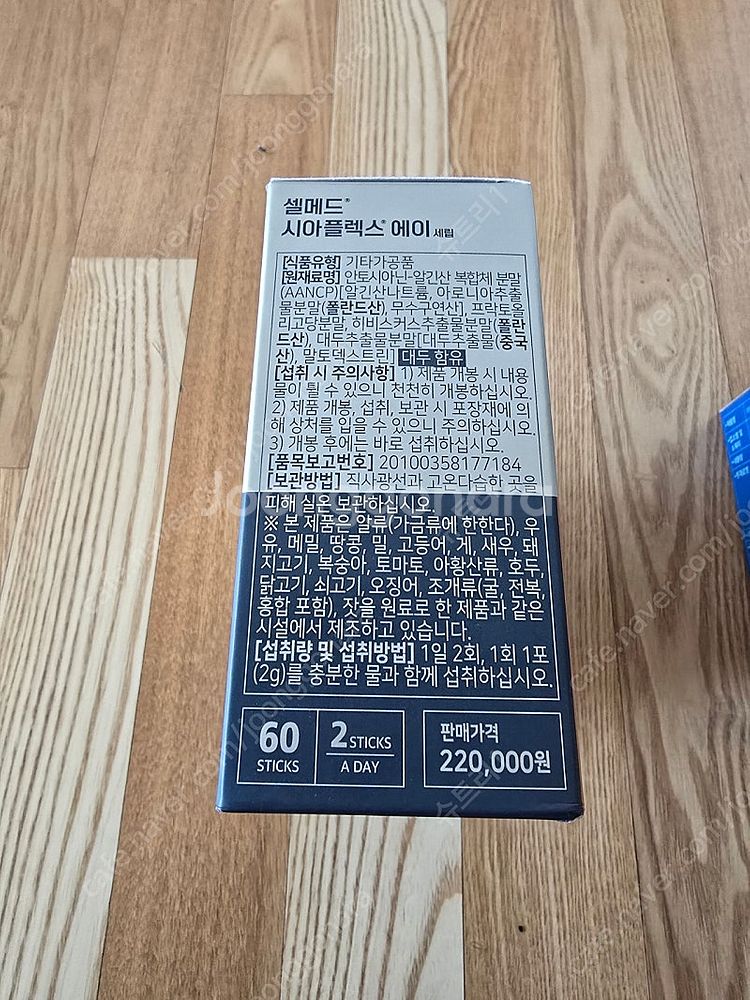 셀메드®
시아플렉스® 에이 세립
[식품유형] 기타가공품
[원재료명] 안토시아닌-알긴산 복합체 분말
(AANCP)[알긴산나트륨, 아로니아추출
물분말(폴란드산), 무수구연산], 프락토올
리고당분말, 히비스커스추출물분말(폴란
드산), 대두추출물분말[대두추출물(중국
산), 말토덱스트린] 대두 함유
[섭취 시 주의사항] 1) 제품 개봉 시 내용
물이 튈 수 있으니 천천히 개봉하십시오.
2) 제품 개봉, 섭취, 보관 시 포장재에 의
해 상처를 입을 수 있으니 주의하십시오.
3) 개봉 후에는 바로 섭취하십시오.
[품목보고번호] 20100358177184
[보관방법] 직사광선과 고온다습한 곳을
피해 실온 보관하십시오.
※ 본 제품은 알류(가금류에 한한다), 우
유, 메밀, 땅콩, 밀, 고등어, 게, 새우, 돼
지고기, 복숭아, 토마토, 아황산류, 호두,
닭고기, 쇠고기, 오징어, 조개류(굴, 전복,
홍합 포함), 잣을 원료로 한 제품과 같은
시설에서 제조하고 있습니다.
[섭취량 및 섭취방법] 1일 2회, 1회 1포
(2g)를 충분한 물과 함께 섭취하십시오.
60
STICKS
2 STICKS
A DAY
판매가격
220,000원
joonggonara
cafe.naver.com/joonggonara
슈트라1